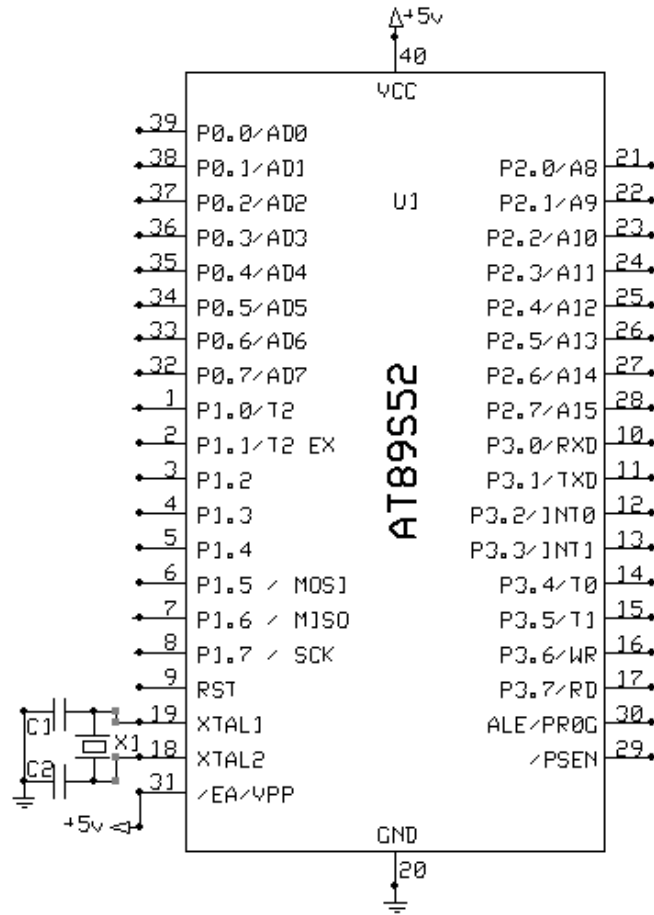 +5v
40
VCC
39 P0.0/AD0
38 P0.1/AD1 P2.0/A8 21
37 P0.2/AD2 U1 P2.1/A9 22
36 P0.3/AD3 P2.2/A10 23
35 P0.4/AD4 P2.3/A11 24
34 P0.5/AD5 P2.4/A12 25
33 P0.6/AD6 P2.5/A13 26
32 P0.7/AD7 P2.6/A14 27
1 P1.0/T2 P2.7/A15 28
2 P1.1/T2 EX P3.0/RXD 10
3 P1.2 P3.1/TXD 11
4 P1.3 P3.2/INT0 12
5 P1.4 P3.3/INT1 13
6 P1.5 / MOSI P3.4/T0 14
7 P1.6 / MISO P3.5/T1 15
8 P1.7 / SCK P3.6/WR 16
9 RST P3.7/RD 17
AT89S52
C1 19 XTAL1 ALE/PROG 30
X1
C2 18 XTAL2 /PSEN 29
31 /EA/VPP
+5v
GND
20